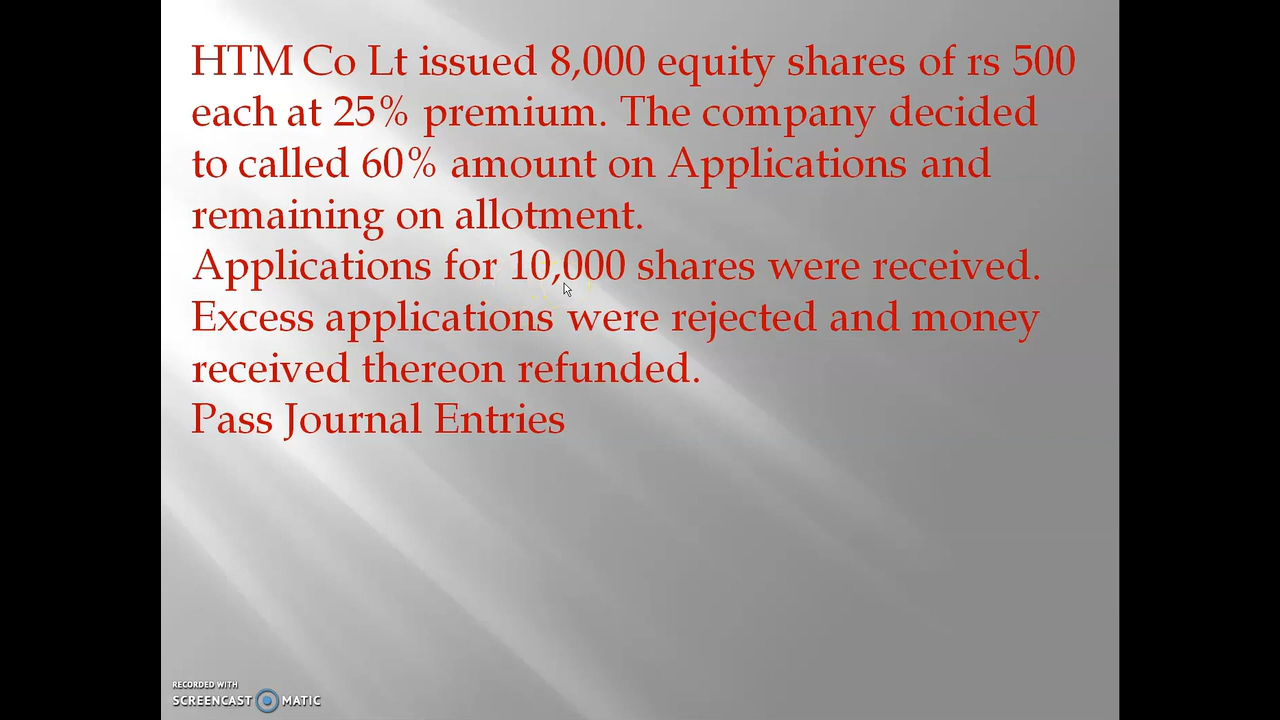 HTM Co Lt issued 8,000 equity shares of rs 500
each at 25% premium. The company decided
to called 60% amount on Applications and
remaining on allotment.
Applications for 10,000 shares were received.
Excess applications were rejected and money
received thereon refunded.
Pass Journal Entries
RECORDED WITH
SCREENCAST MATIC